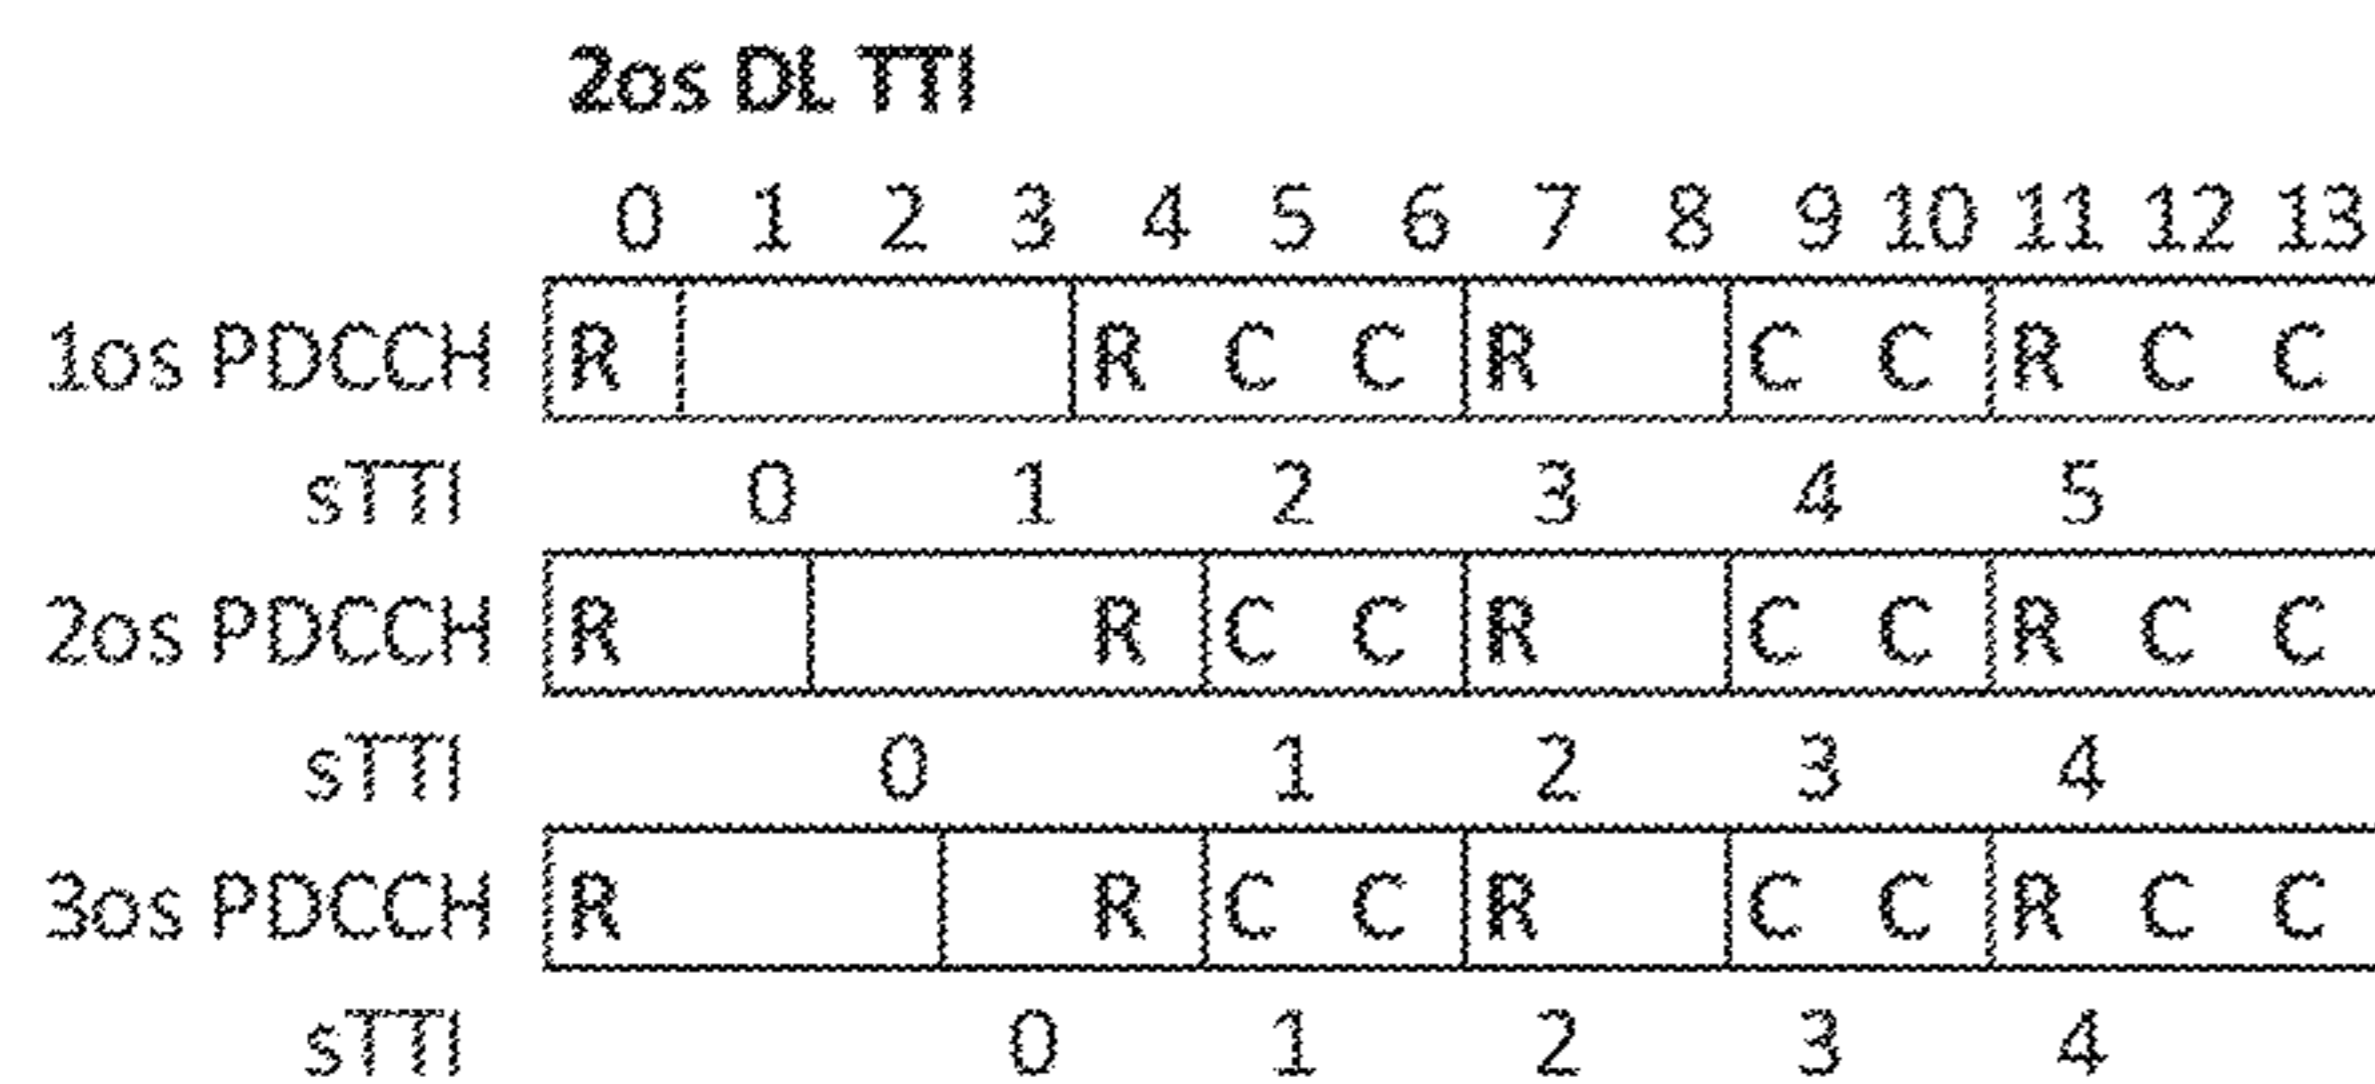 2os DL TTI
0 1 2 3 4 5 6 7 8 9 10 11 12 13
1os PDCCH R R C C R C C R C C
sTTI 0 1 2 3 4 5
2os PDCCH R R C C R C C R C C
sTTI 0 1 2 3 4
3os PDCCH R R C C R C C R C C
sTTI 0 1 2 3 4